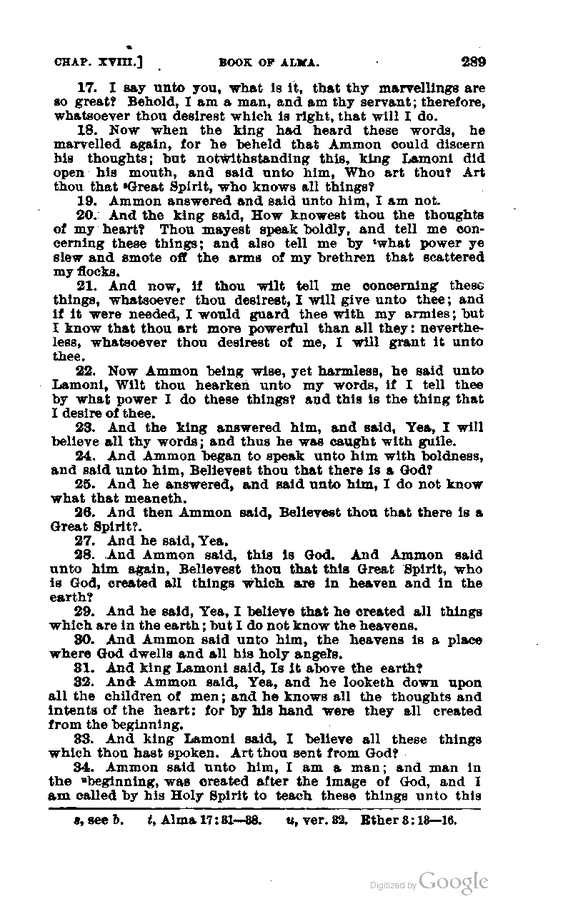 CHAP. XVIII.] BOOK OF ALMA. 289
17. I say unto you, what is it, that thy marvellings are
so great? Behold, I am a man, and am thy servant; therefore,
whatsoever thou desirest which is right, that will I do.
18. Now when the king had heard these words, he
marvelled again, for he beheld that Ammon could discern
his thoughts; but notwithstanding this, king Lamoni did
open his mouth, and said unto him, Who art thou? Art
thou that ˢGreat Spirit, who knows all things?
19. Ammon answered and said unto him, I am not.
20. And the king said, How knowest thou the thoughts
of my heart? Thou mayest speak boldly, and tell me con-
cerning these things; and also tell me by ᵗwhat power ye
slew and smote off the arms of my brethren that scattered
my flocks.
21. And now, if thou wilt tell me concerning these
things, whatsoever thou desirest, I will give unto thee; and
if it were needed, I would guard thee with my armies; but
I know that thou art more powerful than all they: neverthe-
less, whatsoever thou desirest of me, I will grant it unto
thee.
22. Now Ammon being wise, yet harmless, he said unto
Lamoni, Wilt thou hearken unto my words, if I tell thee
by what power I do these things? and this is the thing that
I desire of thee.
23. And the king answered him, and said, Yea, I will
believe all thy words; and thus he was caught with guile.
24. And Ammon began to speak unto him with boldness,
and said unto him, Believest thou that there is a God?
25. And he answered, and said unto him, I do not know
what that meaneth.
26. And then Ammon said, Believest thou that there is a
Great Spirit?
27. And he said, Yea.
28. And Ammon said, this is God. And Ammon said
unto him again, Believest thou that this Great Spirit, who
is God, created all things which are in heaven and in the
earth?
29. And he said, Yea, I believe that he created all things
which are in the earth; but I do not know the heavens.
30. And Ammon said unto him, the heavens is a place
where God dwells and all his holy angels.
31. And king Lamoni said, Is it above the earth?
32. And Ammon said, Yea, and he looketh down upon
all the children of men; and he knows all the thoughts and
intents of the heart: for by his hand were they all created
from the beginning.
33. And king Lamoni said, I believe all these things
which thou hast spoken. Art thou sent from God?
34. Ammon said unto him, I am a man; and man in
the ᵘbeginning, was created after the image of God, and I
am called by his Holy Spirit to teach these things unto this
s, see b. t, Alma 17:31—38. u, ver. 32. Ether 3:13—16.
Digitized by Google